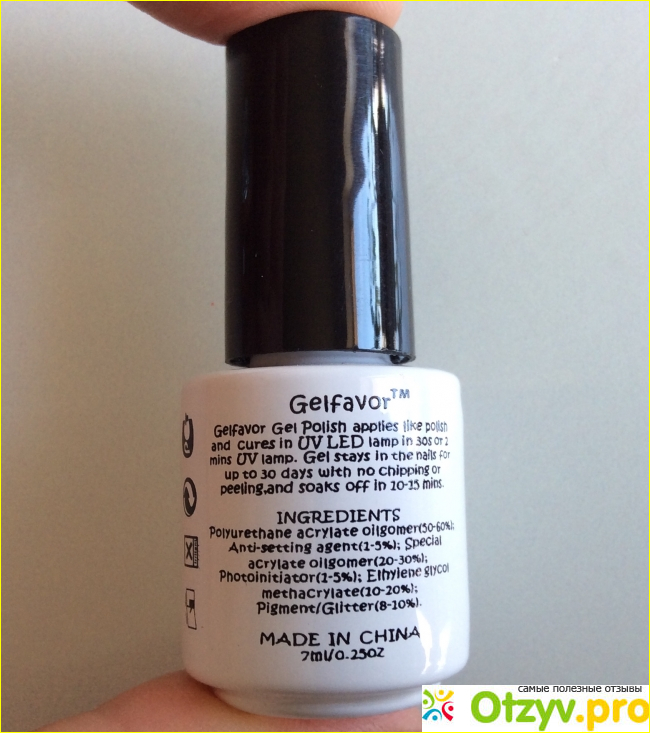 Gelfavor™
Gelfavor Gel Polish applies like polish
and cures in UV LED lamp in 30s or 2
mins UV lamp. Gel stays in the nails for
up to 30 days with no chipping or
peeling,and soaks off in 10-15 mins.
INGREDIENTS
Polyurethane acrylate oilgomer(50-60%);
Anti-setting agent(1-5%); Special
acrylate oilgomer(20-30%);
Photoinitiator(1-5%); Ethylene glycol
methacrylate(10-20%);
Pigment/Glitter(8-10%).
MADE IN CHINA
7ml/0.25oz
самые полезные отзывы
Otzyv.pro